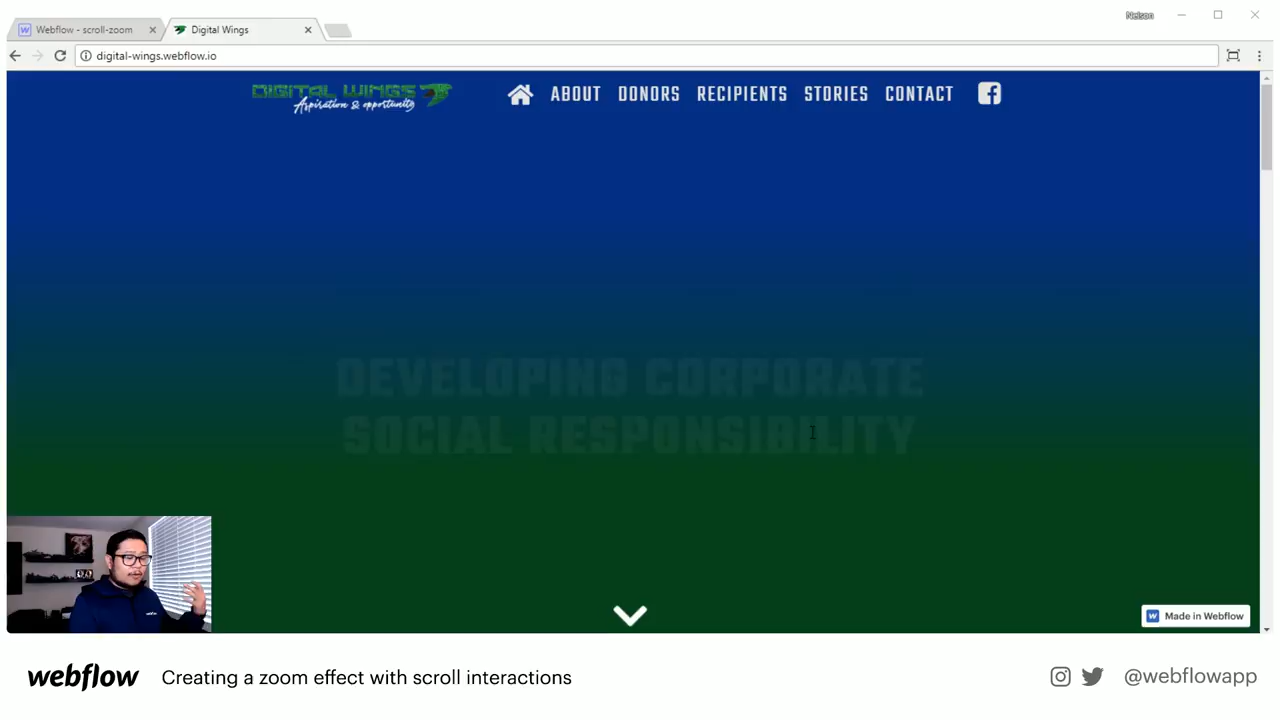 Webflow - scroll-zoom
Digital Wings
Nelson
digital-wings.webflow.io
DIGITAL WINGS
Aspiration & opportunity
ABOUT DONORS RECIPIENTS STORIES CONTACT
DEVELOPING CORPORATE
SOCIAL RESPONSIBILITY
Made in Webflow
webflow Creating a zoom effect with scroll interactions @webflowapp